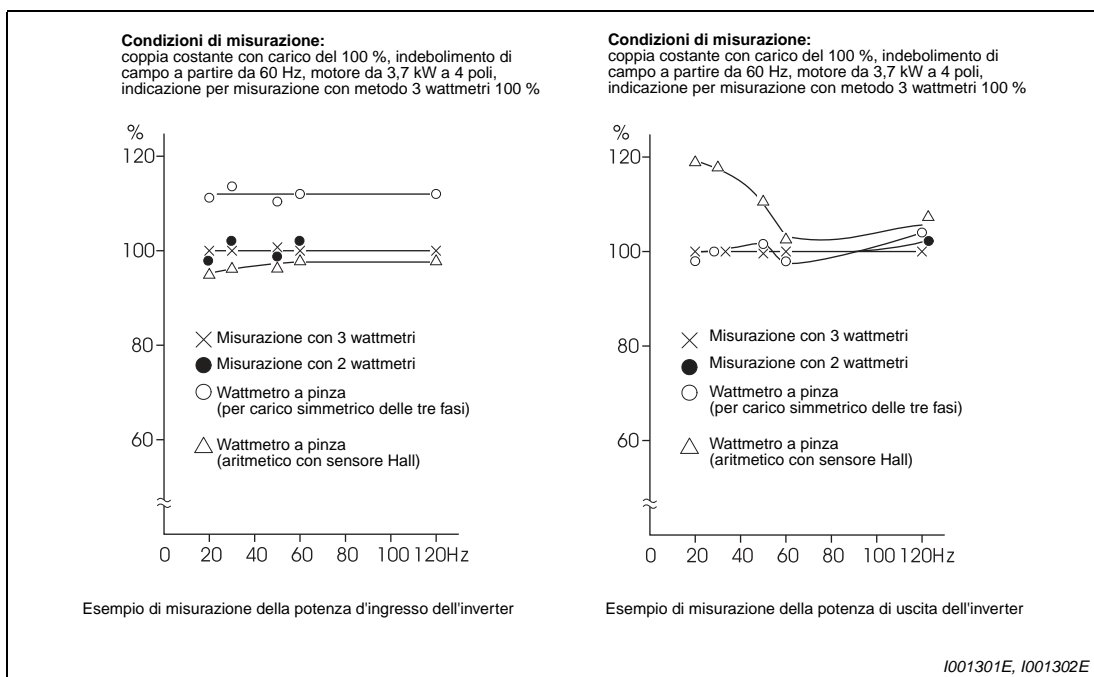 Condizioni di misurazione:
coppia costante con carico del 100 %, indebolimento di
campo a partire da 60 Hz, motore da 3,7 kW a 4 poli,
indicazione per misurazione con metodo 3 wattmetri 100 %
%
120
100
80
60
Misurazione con 3 wattmetri
Misurazione con 2 wattmetri
Wattmetro a pinza
(per carico simmetrico delle tre fasi)
Wattmetro a pinza
(aritmetico con sensore Hall)
0 20 40 60 80 100 120Hz
Esempio di misurazione della potenza d'ingresso dell'inverter
Condizioni di misurazione:
coppia costante con carico del 100 %, indebolimento di
campo a partire da 60 Hz, motore da 3,7 kW a 4 poli,
indicazione per misurazione con metodo 3 wattmetri 100 %
%
120
100
80
60
Misurazione con 3 wattmetri
Misurazione con 2 wattmetri
Wattmetro a pinza
(per carico simmetrico delle tre fasi)
Wattmetro a pinza
(aritmetico con sensore Hall)
0 20 40 60 80 100 120Hz
Esempio di misurazione della potenza di uscita dell'inverter
I001301E, I001302E